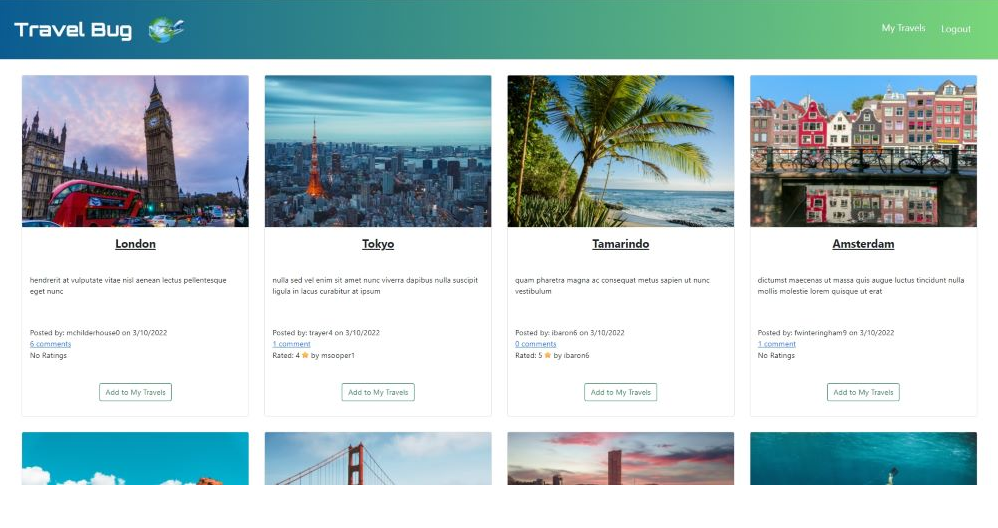 Travel Bug
My Travels
Logout
London
hendrerit at vulputate vitae nisl aenean lectus pellentesque
eget nunc
Posted by: mchilderhouse0 on 3/10/2022
6 comments
No Ratings
Add to My Travels
Tokyo
nulla sed vel enim sit amet nunc viverra dapibus nulla suscipit
ligula in lacus curabitur at ipsum
Posted by: trayer4 on 3/10/2022
1 comment
Rated: 4 ⭐ by msooper1
Add to My Travels
Tamarindo
quam pharetra magna ac consequat metus sapien ut nunc
vestibulum
Posted by: ibaron6 on 3/10/2022
0 comments
Rated: 5 ⭐ by ibaron6
Add to My Travels
Amsterdam
dictumst maecenas ut massa quis augue luctus tincidunt nulla
mollis molestie lorem quisque ut erat
Posted by: fwinteringham9 on 3/10/2022
1 comment
No Ratings
Add to My Travels